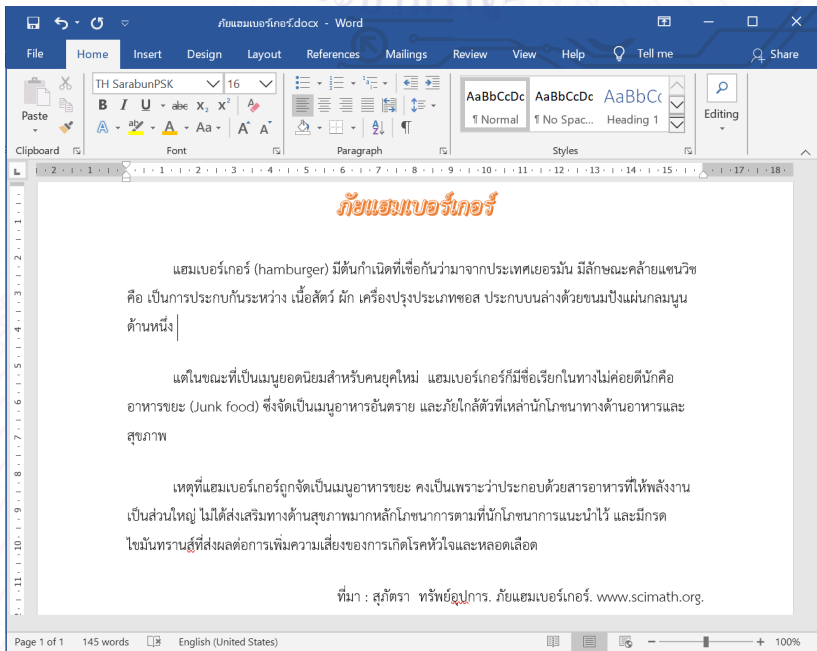 ภัยแฮมเบอร์เกอร์.docx - Word
File Home Insert Design Layout References Mailings Review View Help Tell me Share
Paste
TH SarabunPSK 16
B I U abc X₂ X² A
A aby A Aa A A
AaBbCcDc AaBbCcDc AaBbCc
¶ Normal ¶ No Spac... Heading 1
Editing
Clipboard Font Paragraph Styles
2 1 1 2 3 4 5 6 7 8 9 10 11 12 13 14 15 17 18
ภัยแฮมเบอร์เกอร์
แฮมเบอร์เกอร์ (hamburger) มีต้นกำเนิดที่เชื่อกันว่ามาจากประเทศเยอรมัน มีลักษณะคล้ายแซนวิช
คือ เป็นการประกบกันระหว่าง เนื้อสัตว์ ผัก เครื่องปรุงประเภทซอส ประกบบนล่างด้วยขนมปังแผ่นกลมนูน
ด้านหนึ่ง
แต่ในขณะที่เป็นเมนูยอดนิยมสำหรับคนยุคใหม่ แฮมเบอร์เกอร์ก็มีชื่อเรียกในทางไม่ค่อยดีนักคือ
อาหารขยะ (Junk food) ซึ่งจัดเป็นเมนูอาหารอันตราย และภัยใกล้ตัวที่เหล่านักโภชนาทางด้านอาหารและ
สุขภาพ
เหตุที่แฮมเบอร์เกอร์ถูกจัดเป็นเมนูอาหารขยะ คงเป็นเพราะว่าประกอบด้วยสารอาหารที่ให้พลังงาน
เป็นส่วนใหญ่ ไม่ได้ส่งเสริมทางด้านสุขภาพมากหลักโภชนาการตามที่นักโภชนาการแนะนำไว้ และมีกรด
ไขมันทรานส์ที่ส่งผลต่อการเพิ่มความเสี่ยงของการเกิดโรคหัวใจและหลอดเลือด
ที่มา : สุภัตรา ทรัพย์อุปการ. ภัยแฮมเบอร์เกอร์. www.scimath.org.
Page 1 of 1 145 words English (United States) 100%